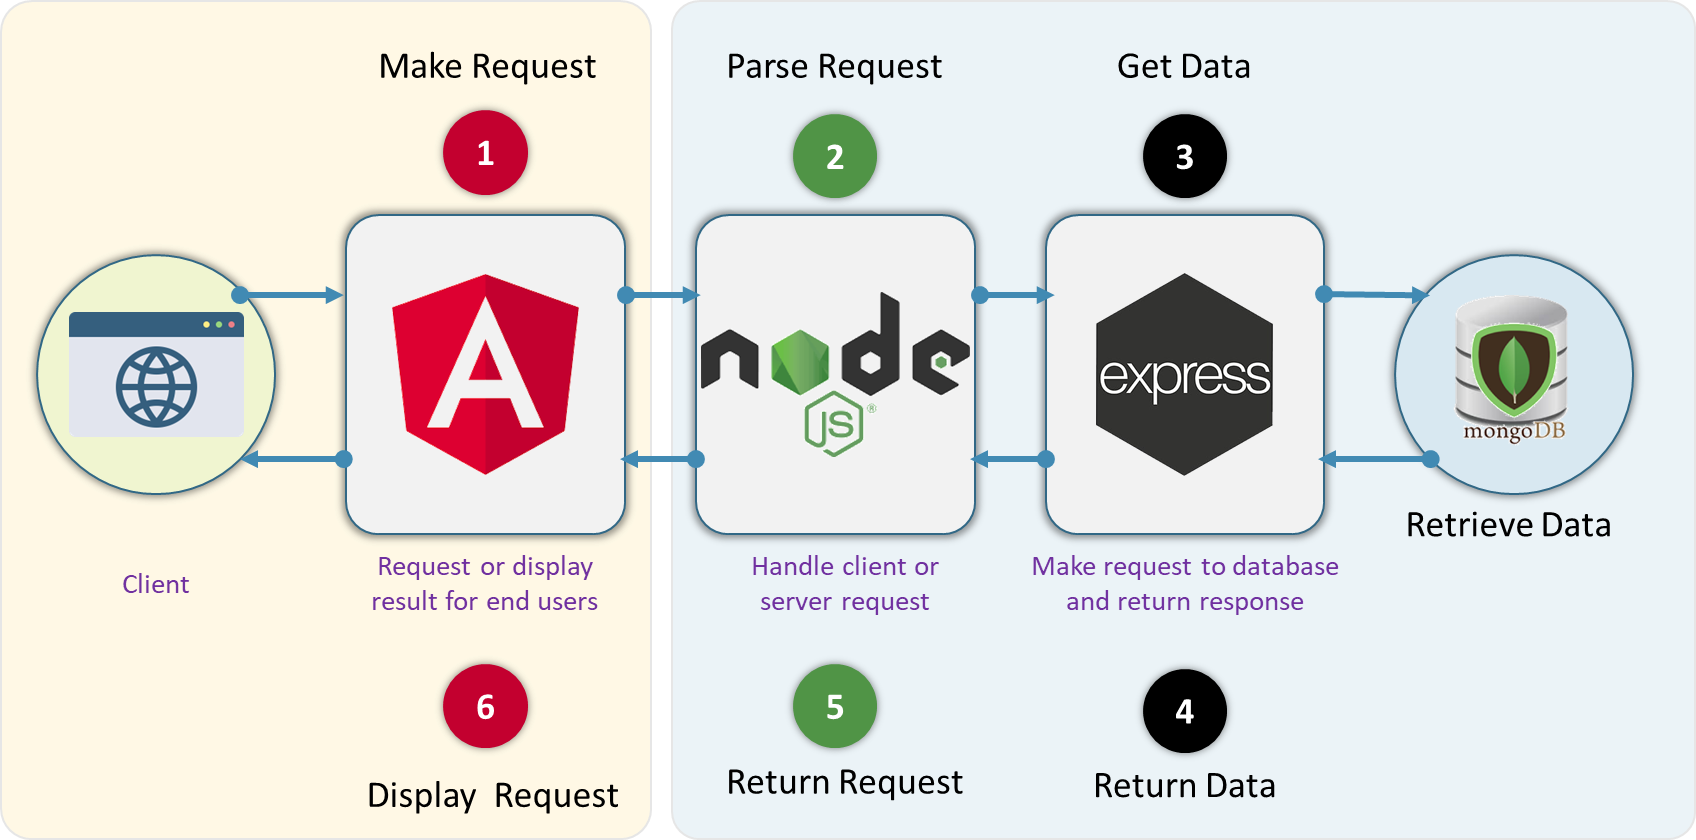 Make Request
Parse Request
Get Data
1
2
3
node
JS®
express
mongoDB
Retrieve Data
Client
Request or display
result for end users
Handle client or
server request
Make request to database
and return response
6
5
4
Display Request
Return Request
Return Data